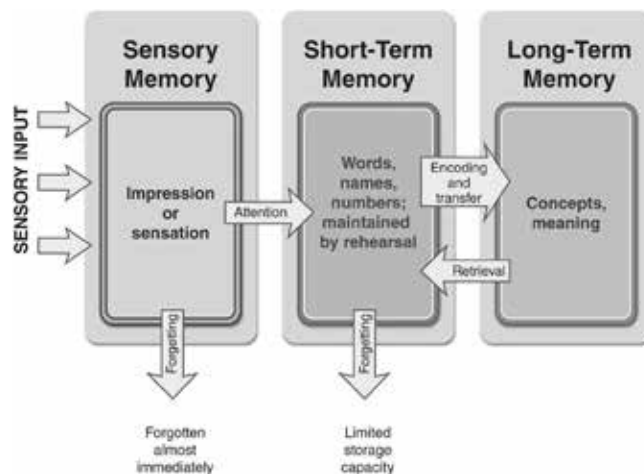 Sensory
Memory
Short-Term
Memory
Long-Term
Memory
SENSORY INPUT
Impression
or
sensation
Attention
Words,
names,
numbers;
maintained
by rehearsal
Encoding
and
transfer
Concepts,
meaning
Retrieval
Forgetting
Forgetting
Forgotten
almost
immediately
Limited
storage
capacity